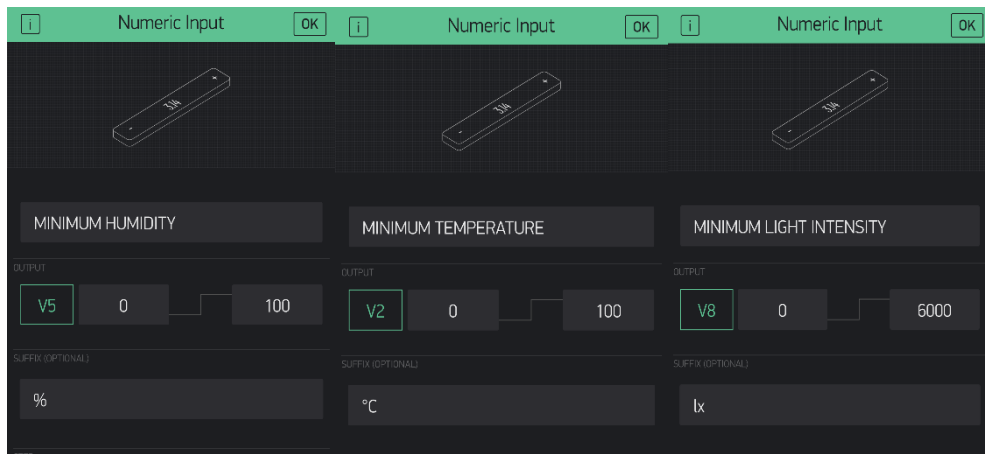 i Numeric Input OK
3.14
MINIMUM HUMIDITY
OUTPUT
V5 0 100
SUFFIX (OPTIONAL)
%
i Numeric Input OK
3.14
MINIMUM TEMPERATURE
OUTPUT
V2 0 100
SUFFIX (OPTIONAL)
°C
i Numeric Input OK
3.14
MINIMUM LIGHT INTENSITY
OUTPUT
V8 0 6000
SUFFIX (OPTIONAL)
lx